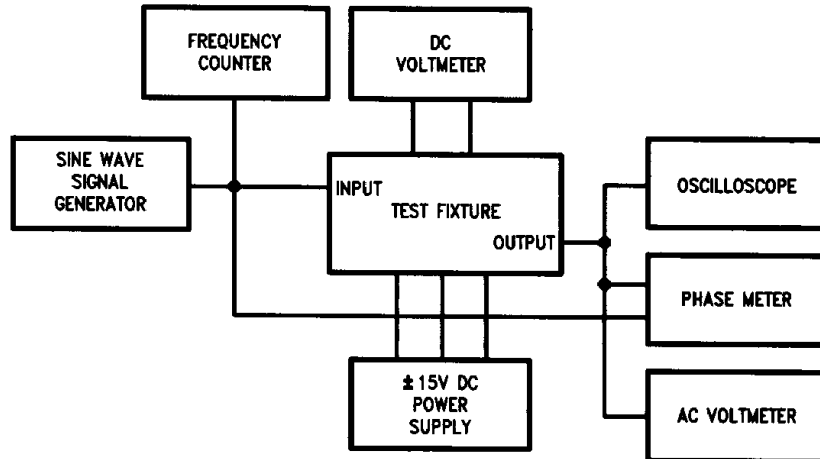 FREQUENCY
COUNTER
DC
VOLTMETER
SINE WAVE
SIGNAL
GENERATOR
INPUT
TEST FIXTURE
OUTPUT
OSCILLOSCOPE
PHASE METER
±15V DC
POWER
SUPPLY
AC VOLTMETER